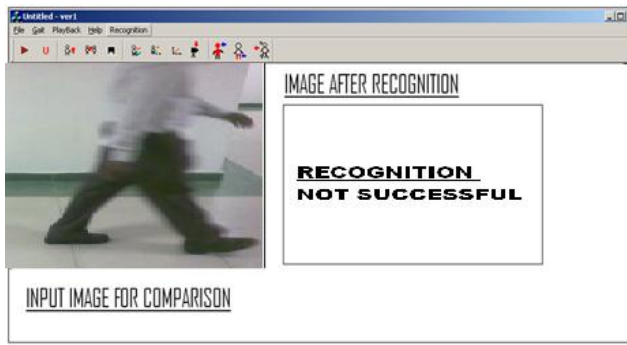 Untitled - ver1
File Gait PlayBack Help Recognition
IMAGE AFTER RECOGNITION
RECOGNITION
NOT SUCCESSFUL
INPUT IMAGE FOR COMPARISON